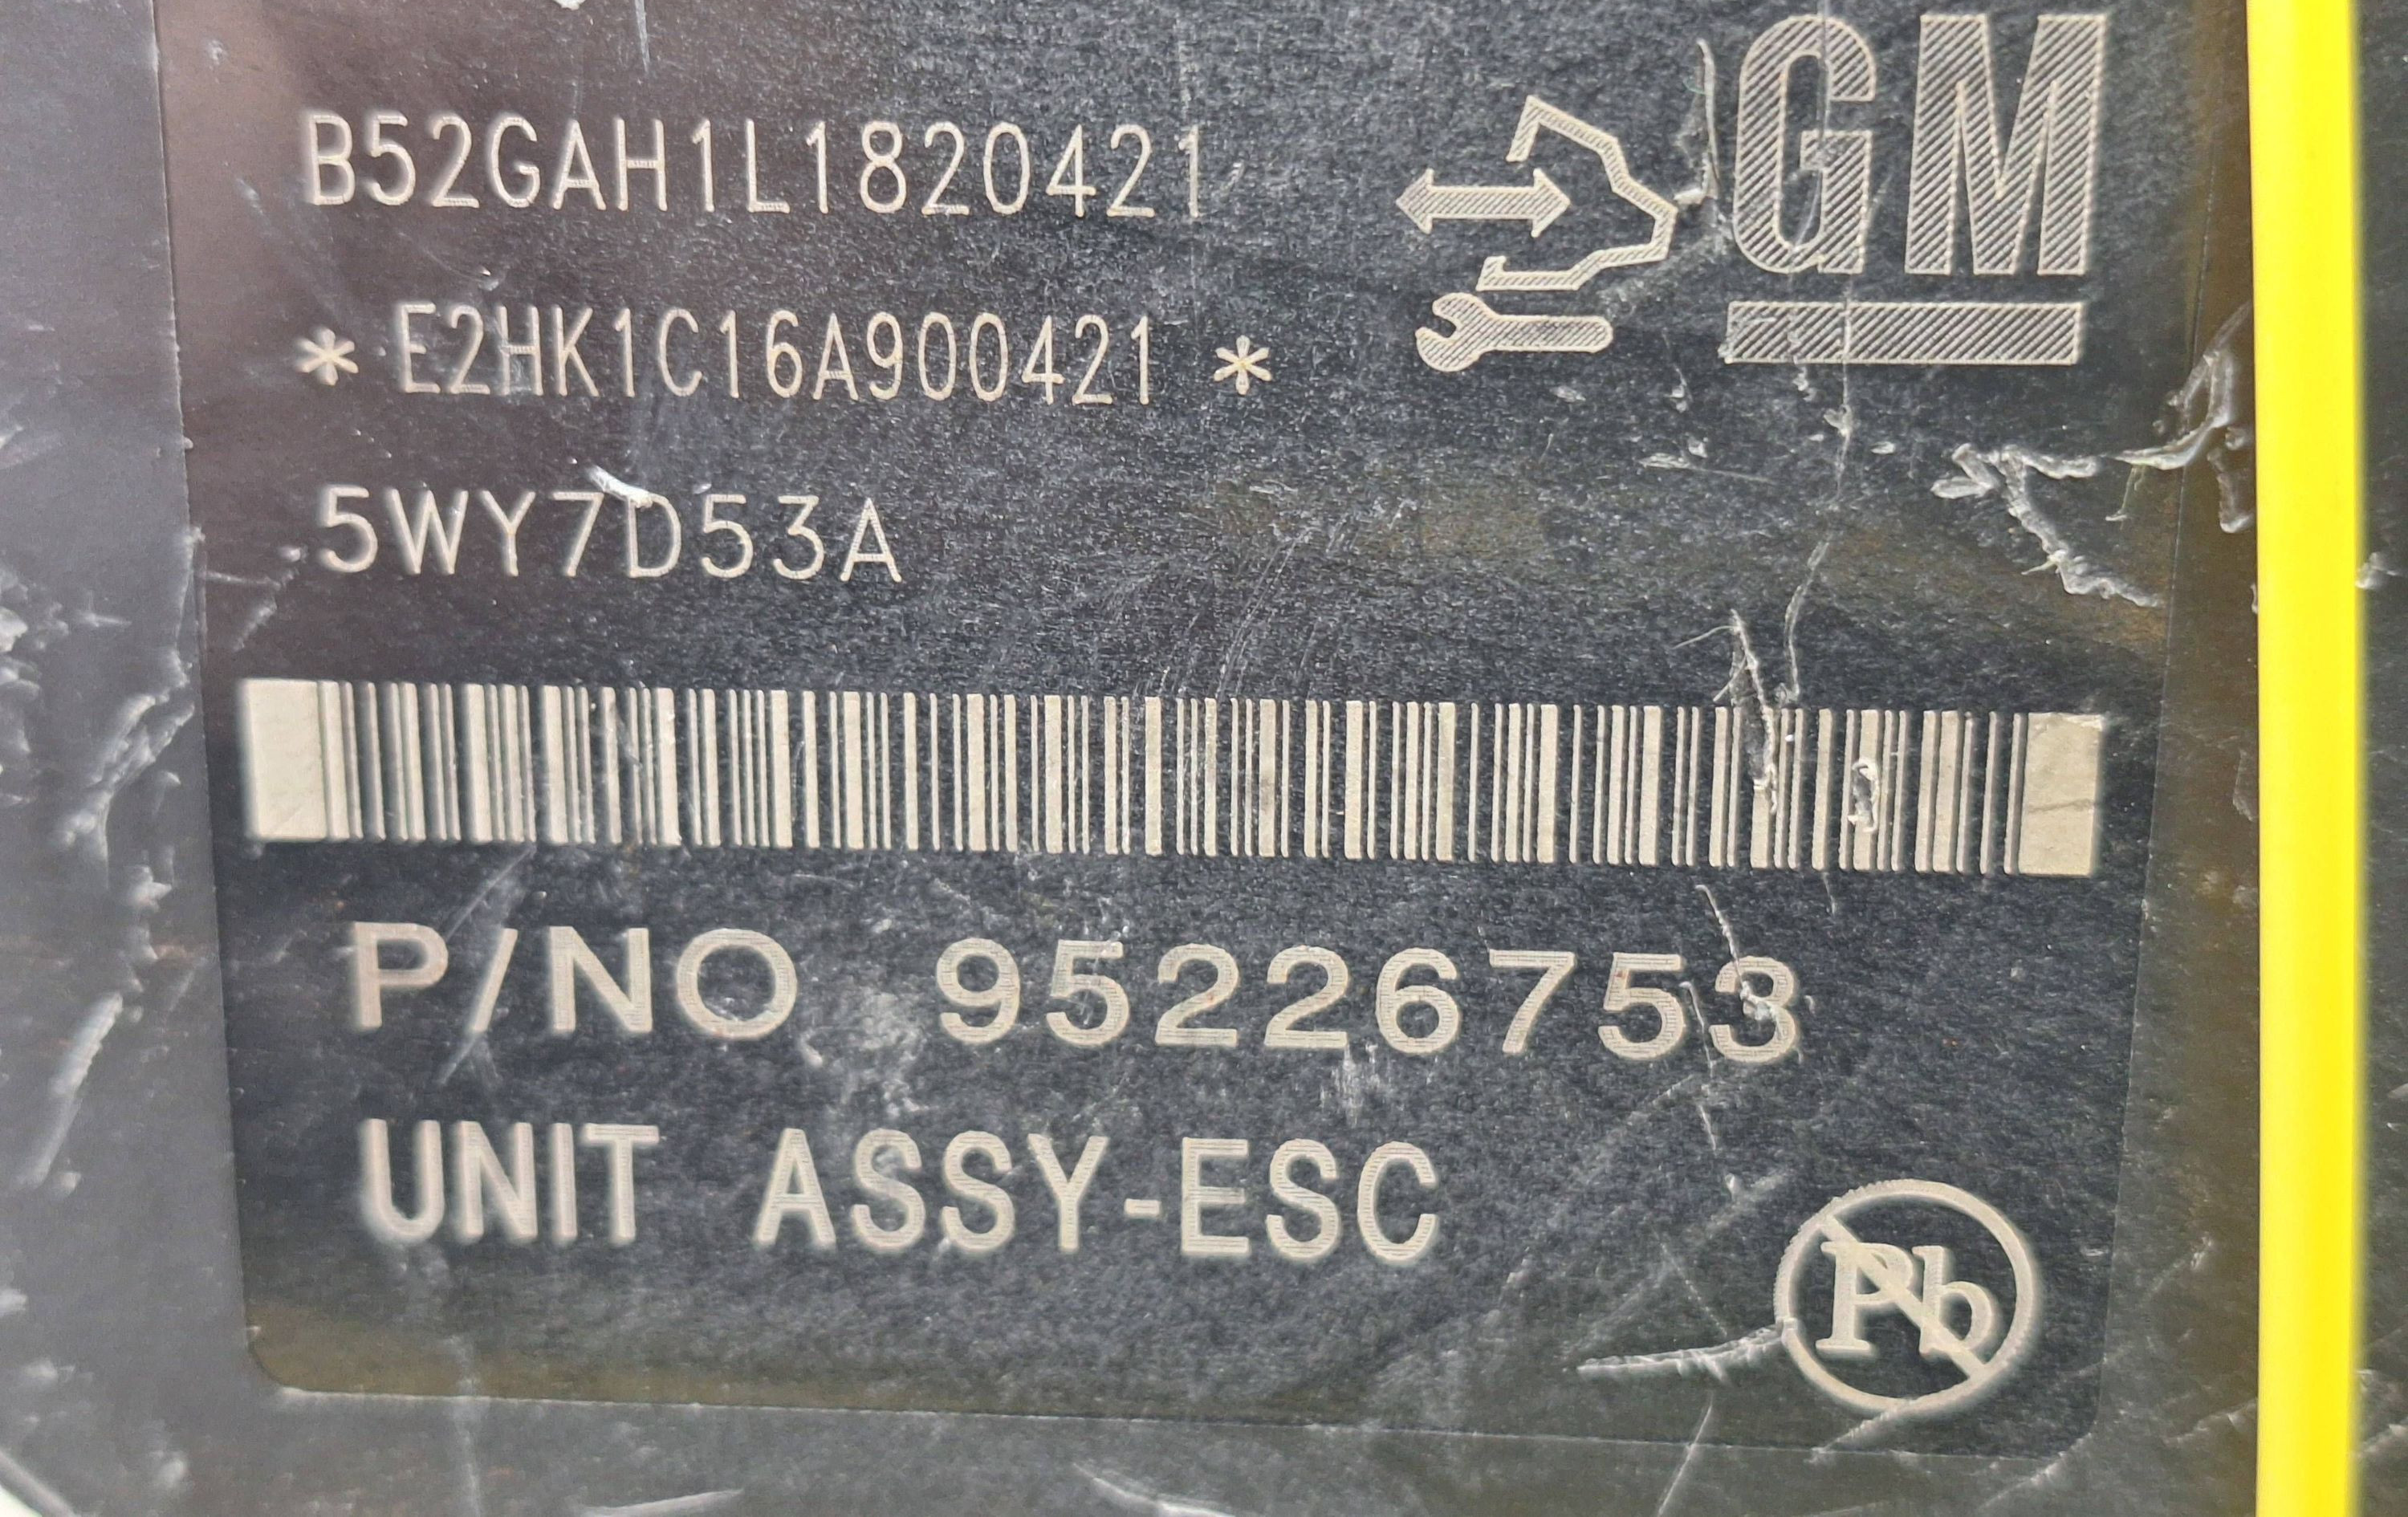 B52GAH1L1820421
GM
* E2HK1C16A900421 *
5WY7D53A
P/NO 95226753
UNIT ASSY-ESC
Pb